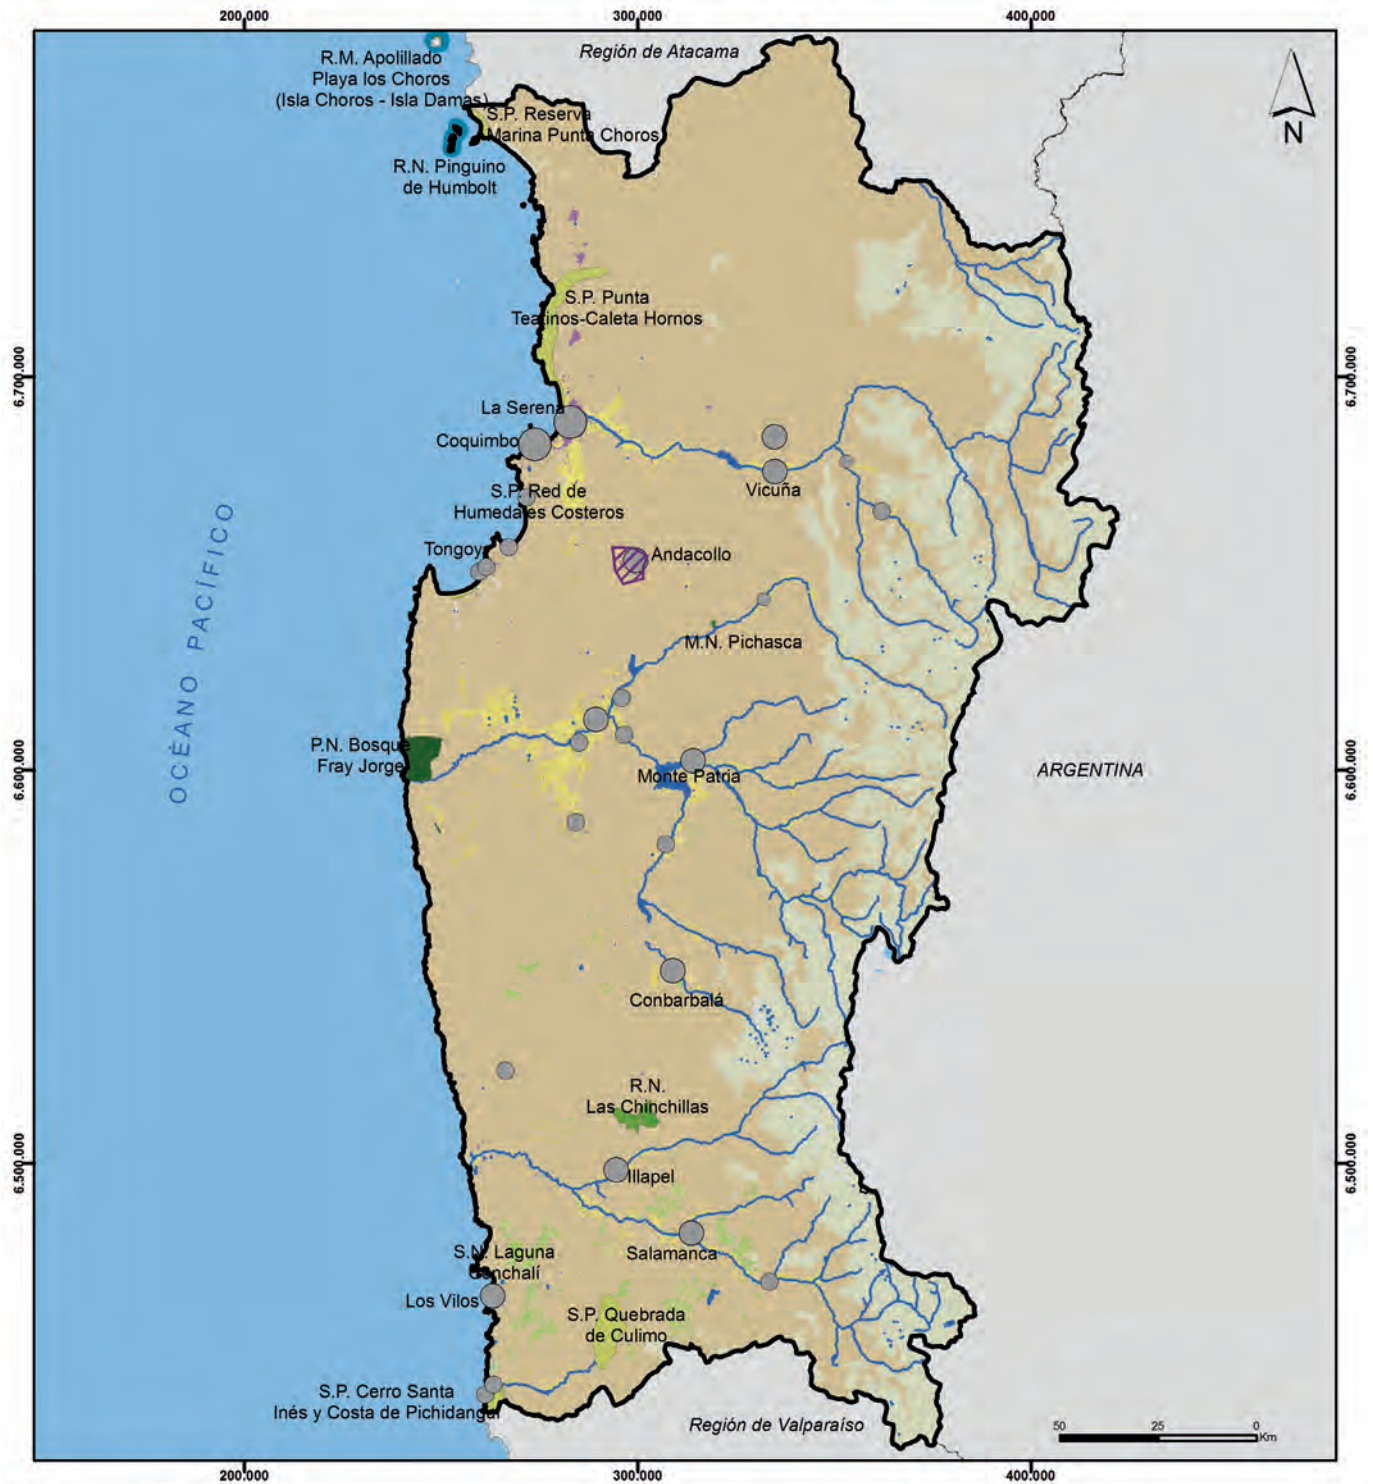 200.000
300.000
400.000
R.M. Apolillado
Playa los Choros
(Isla Choros - Isla Damas)
Región de Atacama
S.P. Reserva
Marina Punta Choros
N
R.N. Pinguino
de Humbolt
S.P. Punta
Teatinos-Caleta Hornos
6.700.000
6.700.000
La Serena
Coquimbo
Vicuña
S.P. Red de
Humedales Costeros
Tongoy
Andacollo
OCÉANO PACÍFICO
M.N. Pichasca
P.N. Bosque
Fray Jorge
Monte Patria
ARGENTINA
6.600.000
6.600.000
Conbarbalá
R.N.
Las Chinchillas
6.500.000
6.500.000
Illapel
Salamanca
S.N. Laguna
Conchalí
Los Vilos
S.P. Quebrada
de Culimo
S.P. Cerro Santa
Inés y Costa de Pichidangui
Región de Valparaíso
50
25
0
Km
200.000
300.000
400.000